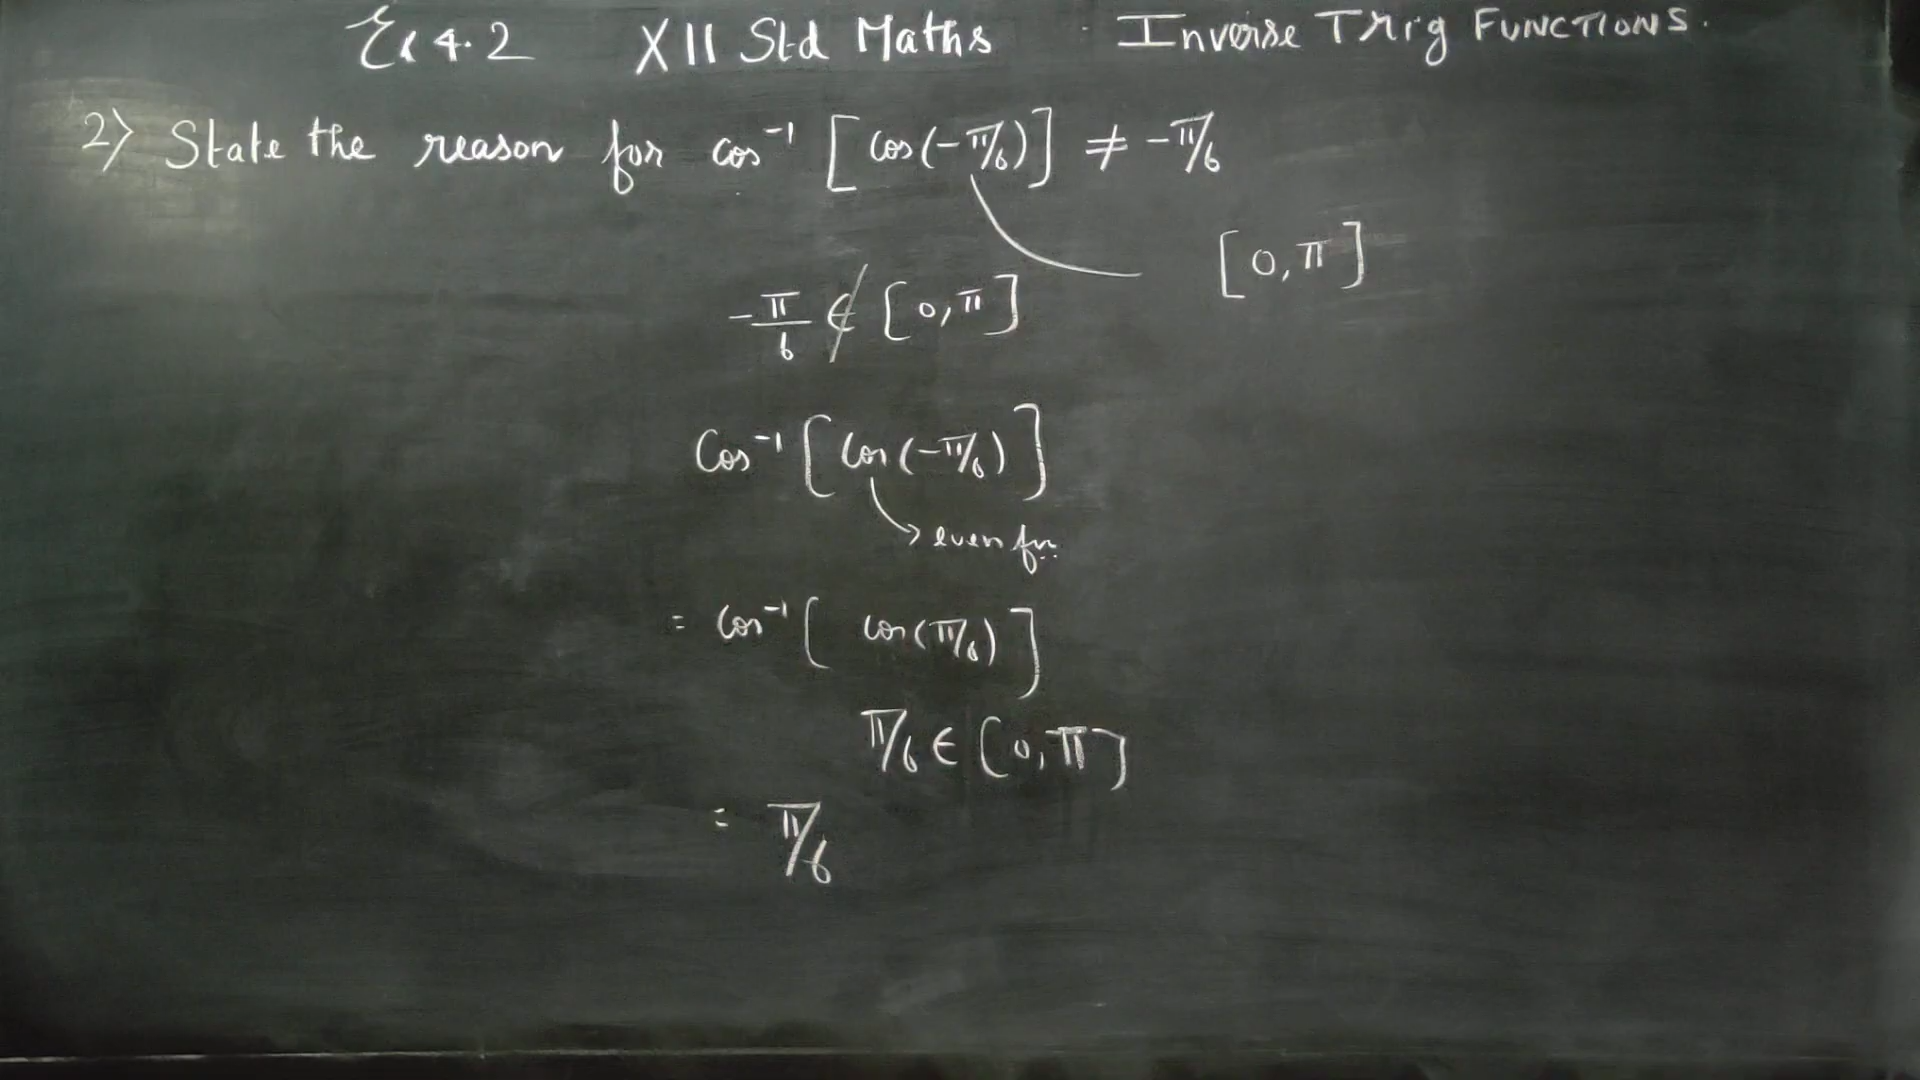 Ex 4.2 XII Std Maths Inverse Trig FUNCTIONS.
2) State the reason for cos⁻¹ [cos(-π/6)] ≠ -π/6
[0, π]
-π/6 ∉ [0, π]
Cos⁻¹ [cos(-π/6)]
→ even fn.
= cos⁻¹ [cos(π/6)]
π/6 ∈ [0, π]
= π/6